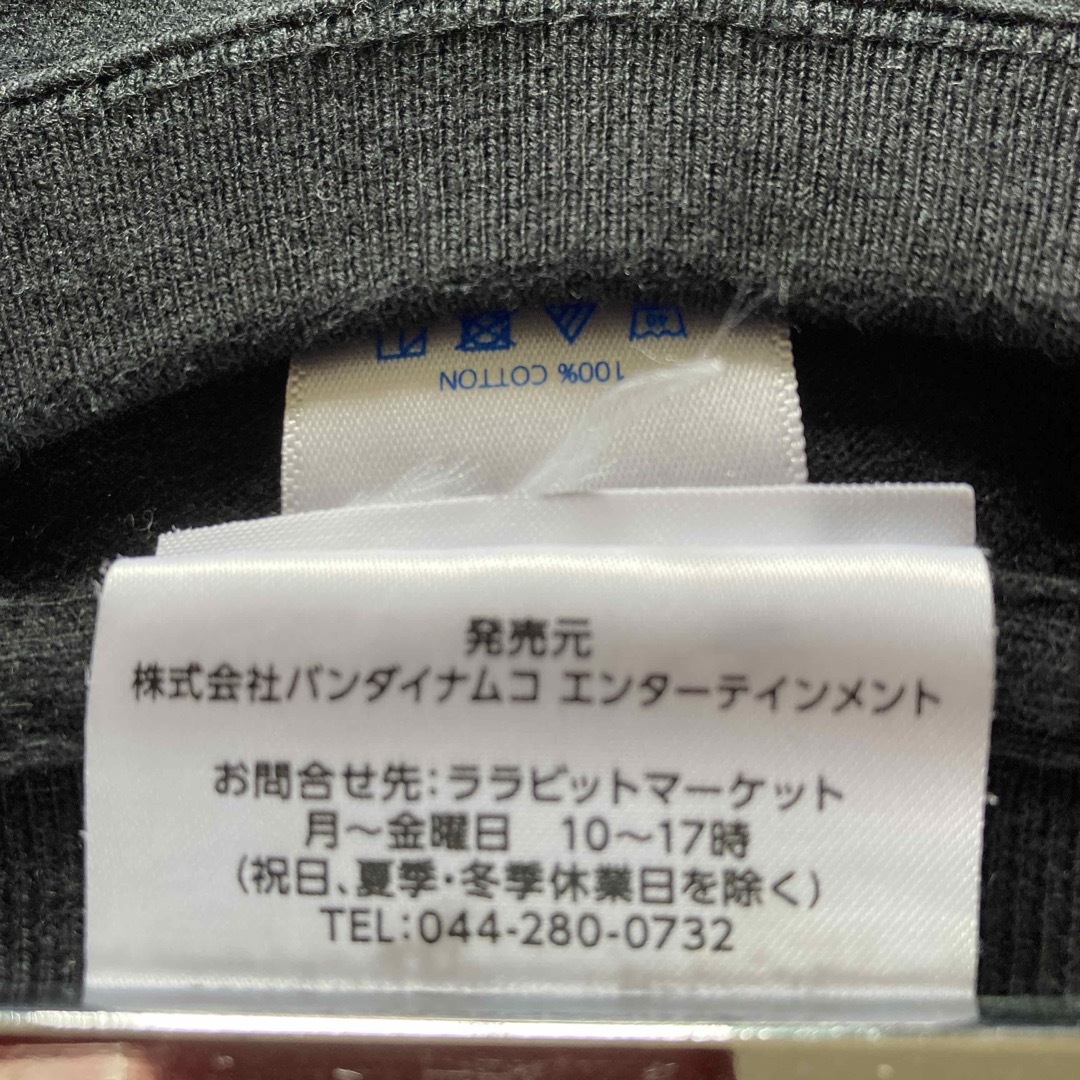 100% COTTON
発売元
株式会社バンダイナムコ エンターテインメント
お問合せ先:ララビットマーケット
月〜金曜日 10〜17時
(祝日、夏季・冬季休業日を除く)
TEL:044-280-0732